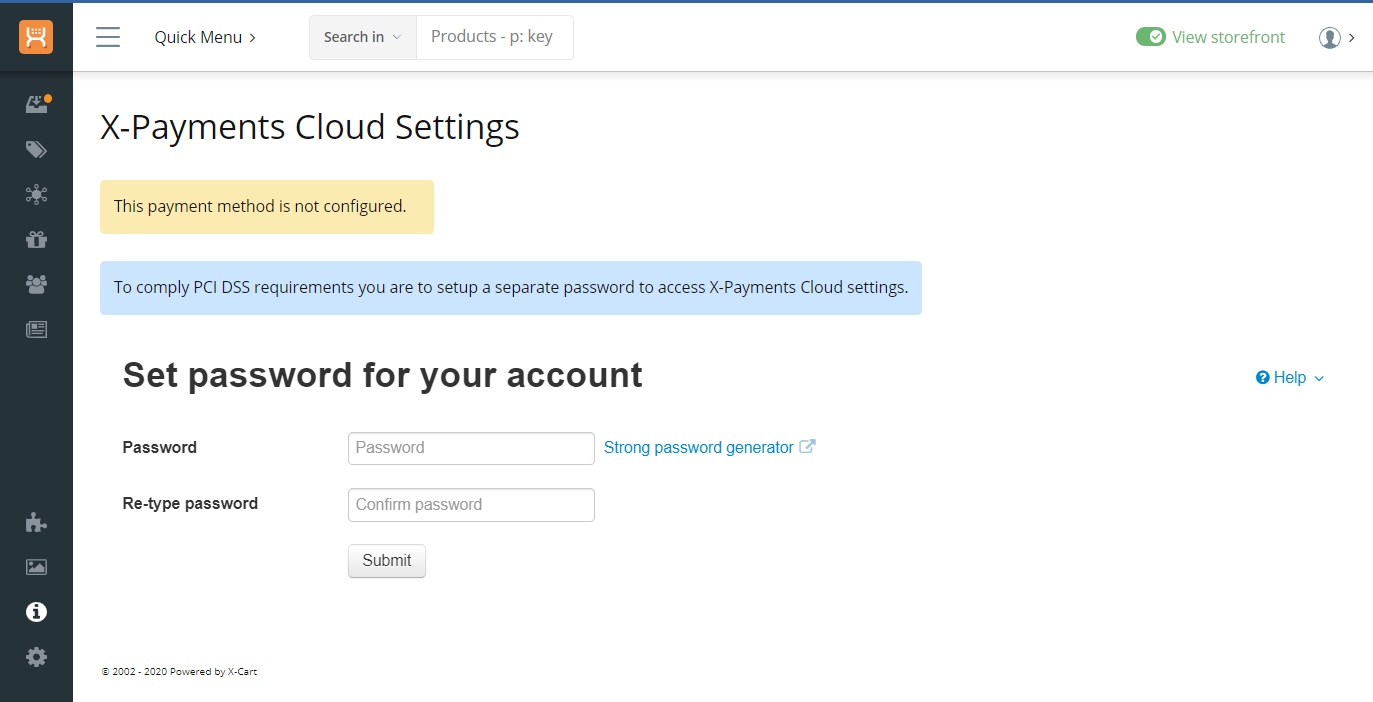 Quick Menu
Search in
Products - p: key
View storefront
X-Payments Cloud Settings
This payment method is not configured.
To comply PCI DSS requirements you are to setup a separate password to access X-Payments Cloud settings.
Set password for your account
Help
Password
Password
Strong password generator
Re-type password
Confirm password
Submit
© 2002 - 2020 Powered by X-Cart